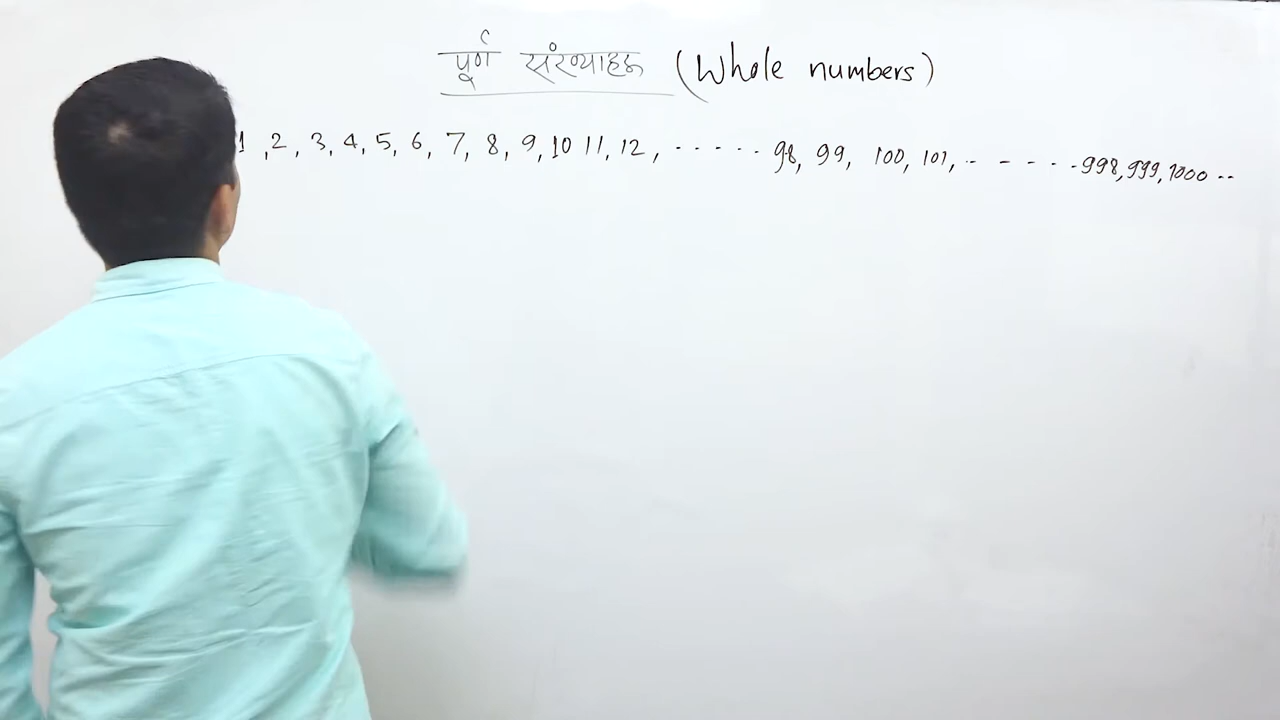 पूर्ण संख्याहरू (Whole numbers)
1, 2, 3, 4, 5, 6, 7, 8, 9, 10 11, 12, ..... 98, 99, 100, 101, ...... 998, 999, 1000 ..